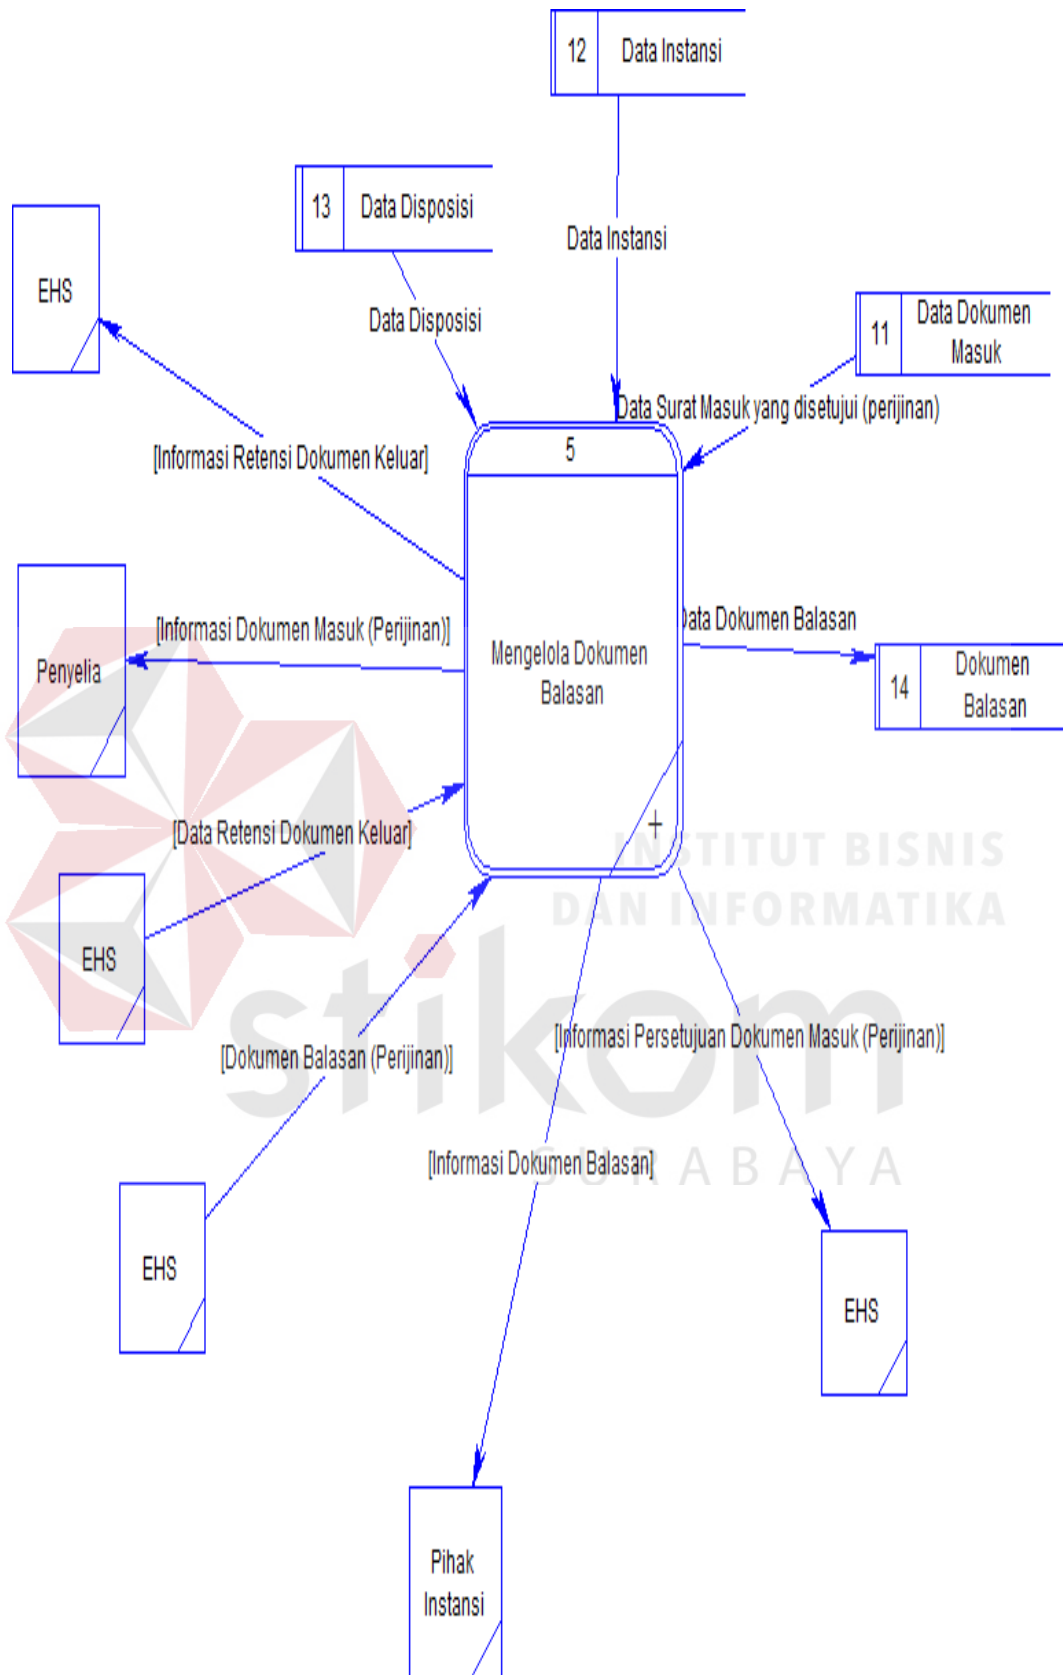 12
Data Instansi
13
Data Disposisi
EHS
Data Instansi
Data Disposisi
11
Data Dokumen
Masuk
Data Surat Masuk yang disetujui (perijinan)
5
[Informasi Retensi Dokumen Keluar]
[Informasi Dokumen Masuk (Perijinan)]
Data Dokumen Balasan
Penyelia
Mengelola Dokumen
Balasan
14
Dokumen
Balasan
[Data Retensi Dokumen Keluar]
+
INSTITUT BISNIS
DAN INFORMATIKA
EHS
stikom
[Dokumen Balasan (Perijinan)]
[Informasi Persetujuan Dokumen Masuk (Perijinan)]
[Informasi Dokumen Balasan]
SURABAYA
EHS
EHS
Pihak
Instansi